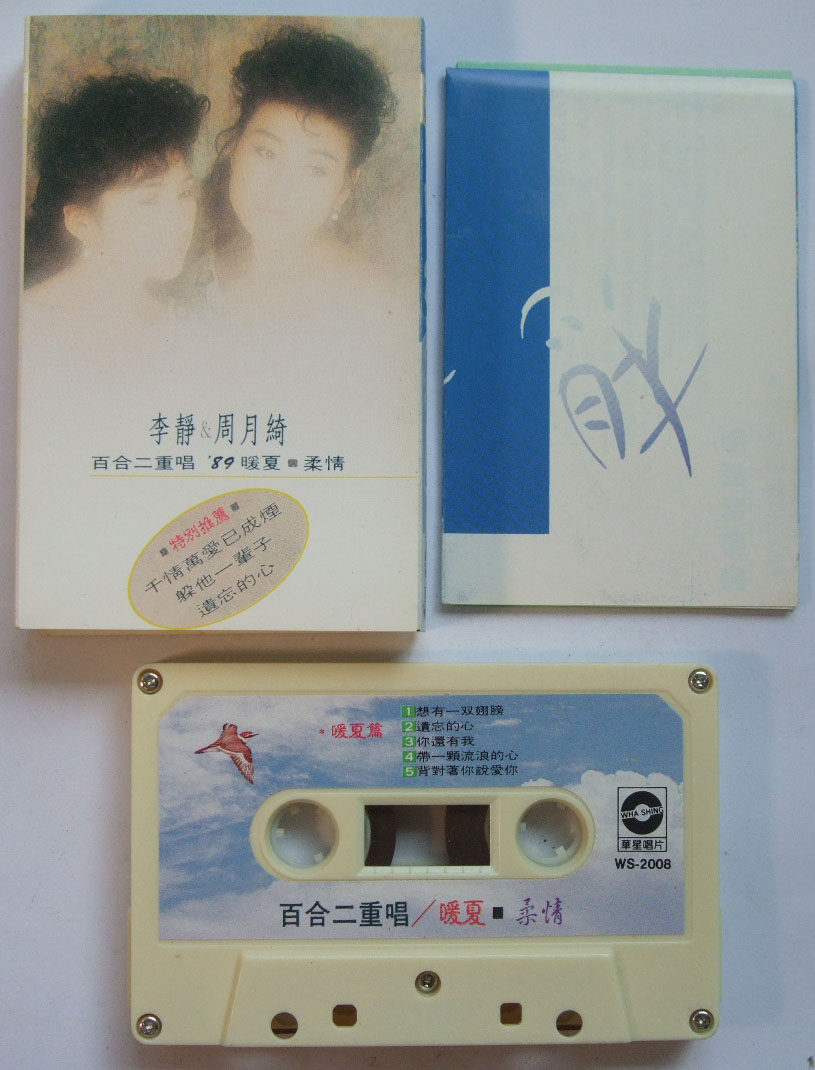 李靜&周月綺
百合二重唱 '89 暖夏■柔情
■特別推薦■
千情萬愛已成煙
躲他一輩子
遺忘的心
*暖夏篇
1 想有一双翅膀
2 遺忘的心
3 你還有我
4 帶一顆流浪的心
5 背對著你說愛你
WHA SHING
華星唱片
WS-2008
百合二重唱/暖夏■柔情